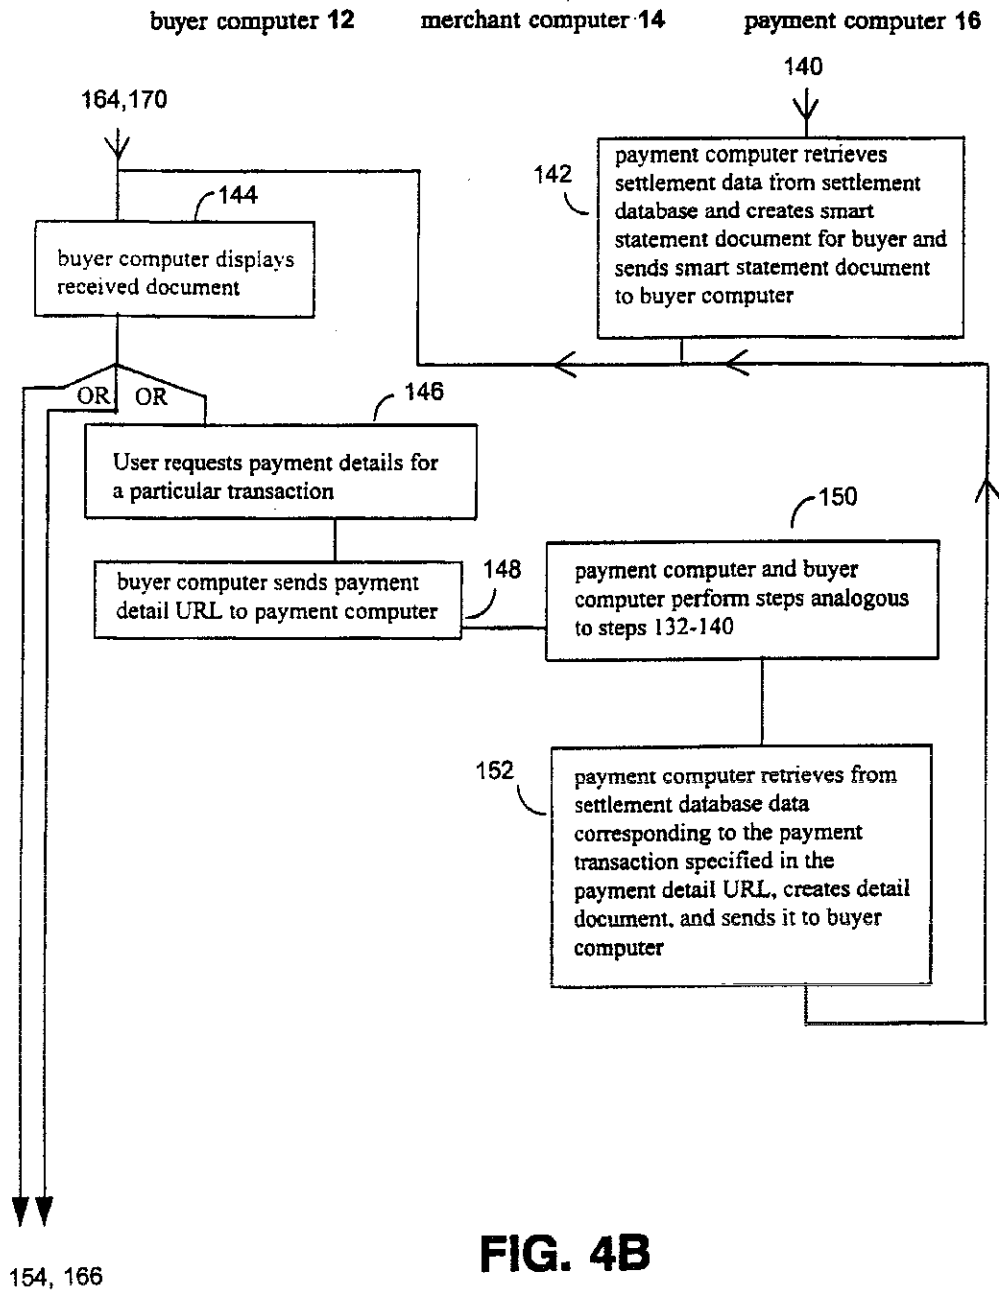 buyer computer 12 merchant computer 14 payment computer 16
140
164,170
142
payment computer retrieves
settlement data from settlement
database and creates smart
statement document for buyer and
sends smart statement document
to buyer computer
144
buyer computer displays
received document
OR OR
146
User requests payment details for
a particular transaction
148
buyer computer sends payment
detail URL to payment computer
150
payment computer and buyer
computer perform steps analogous
to steps 132-140
152
payment computer retrieves from
settlement database data
corresponding to the payment
transaction specified in the
payment detail URL, creates detail
document, and sends it to buyer
computer
154, 166
FIG. 4B